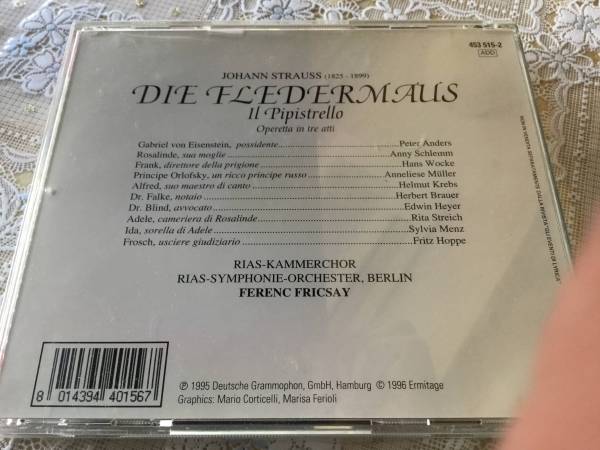 453 515-2
ADD
JOHANN STRAUSS (1825 - 1899)
DIE FLEDERMAUS
Il Pipistrello
Operetta in tre atti
Gabriel von Eisenstein, possidente Peter Anders
Rosalinde, sua moglie Anny Schlemm
Frank, direttore della prigione Hans Wocke
Principe Orlofsky, un ricco principe russo Anneliese Müller
Alfred, suo maestro di canto Helmut Krebs
Dr. Falke, notaio Herbert Brauer
Dr. Blind, avvocato Edwin Heyer
Adele, cameriera di Rosalinde Rita Streich
Ida, sorella di Adele Sylvia Menz
Frosch, usciere giudiziario Fritz Hoppe
RIAS-KAMMERCHOR
RIAS-SYMPHONIE-ORCHESTER, BERLIN
FERENC FRICSAY
8 014394 401567
℗ 1995 Deutsche Grammophon, GmbH, Hamburg © 1996 Ermitage
Graphics: Mario Corticelli, Marisa Ferioli